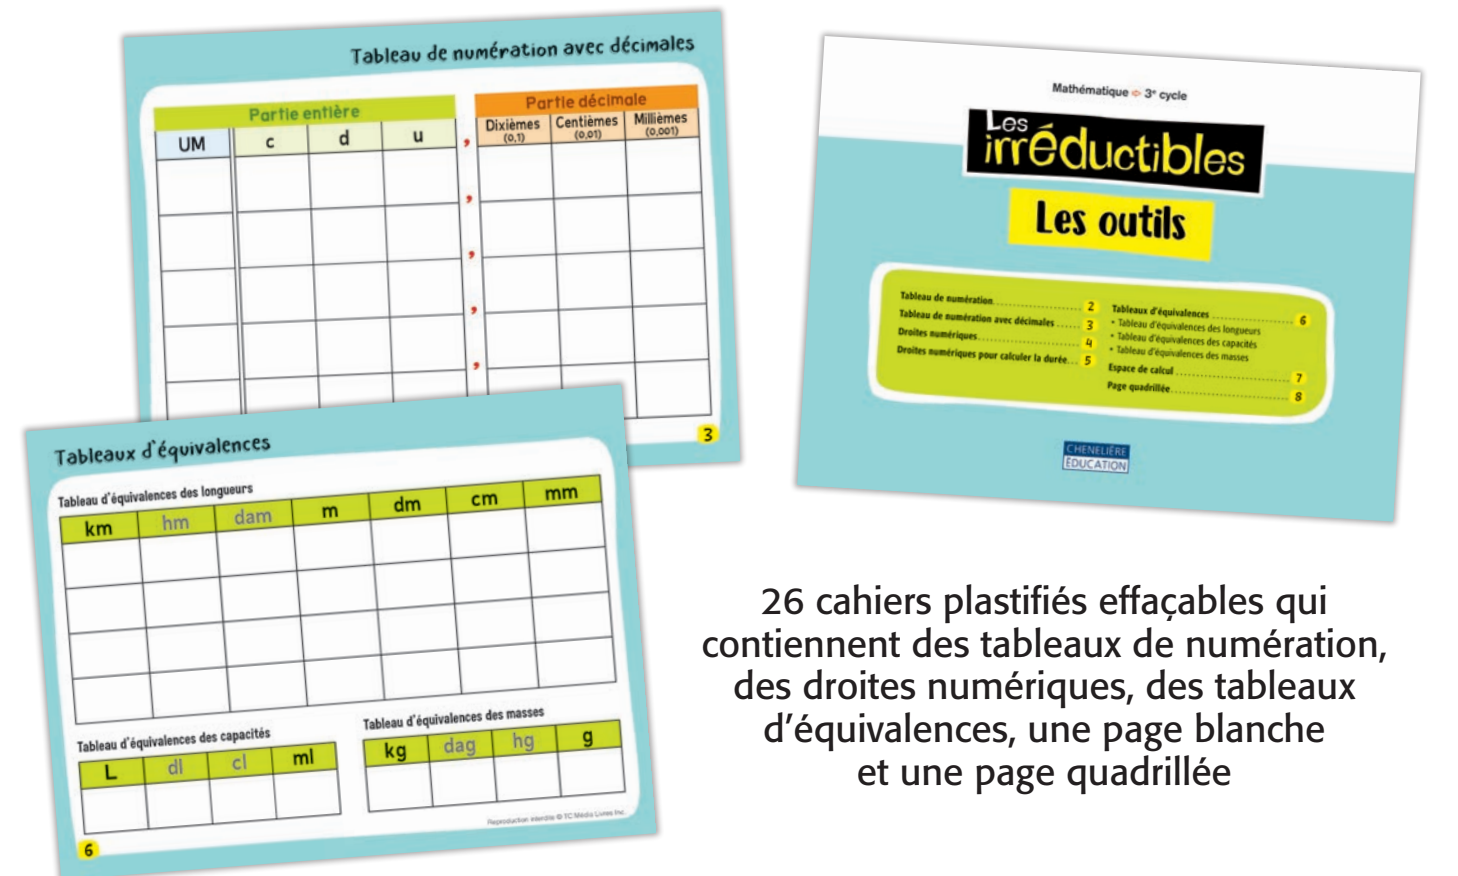 Tableau de numération avec décimales
Partie entière
Partie décimale
UM c d u , Dixièmes (0,1) Centièmes (0,01) Millièmes (0,001)
,
,
,
,
3
Mathématique ➪ 3e cycle
Les
irréductibles
Les outils
Tableau de numération 2
Tableau de numération avec décimales 3
Droites numériques 4
Droites numériques pour calculer la durée 5
Tableaux d'équivalences 6
• Tableau d'équivalences des longueurs
• Tableau d'équivalences des capacités
• Tableau d'équivalences des masses
Espace de calcul 7
Page quadrillée 8
CHENELIÈRE
ÉDUCATION
Tableaux d'équivalences
Tableau d'équivalences des longueurs
km hm dam m dm cm mm
Tableau d'équivalences des capacités
L dl cl ml
Tableau d'équivalences des masses
kg dag hg g
Reproduction interdite © TC Média Livres Inc.
6
26 cahiers plastifiés effaçables qui
contiennent des tableaux de numération,
des droites numériques, des tableaux
d'équivalences, une page blanche
et une page quadrillée